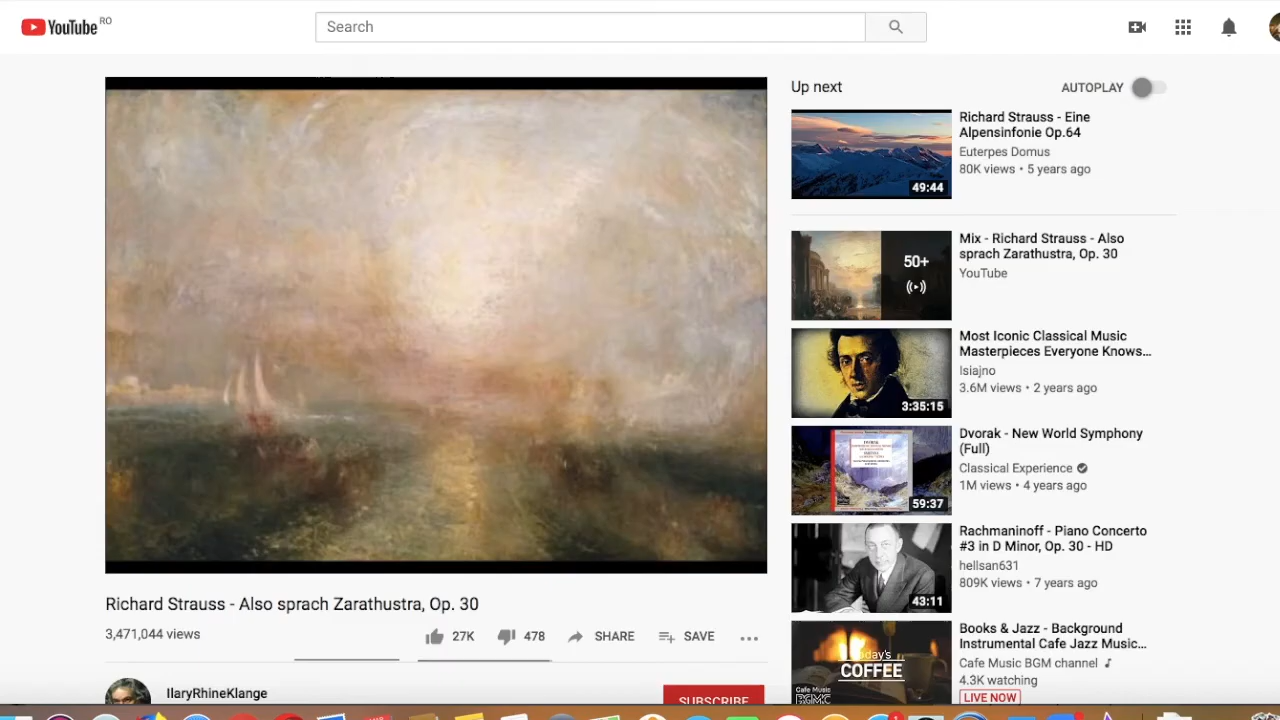 YouTube RO
Search
Up next
AUTOPLAY
Richard Strauss - Eine
Alpensinfonie Op.64
Euterpes Domus
80K views • 5 years ago
49:44
Mix - Richard Strauss - Also
sprach Zarathustra, Op. 30
YouTube
50+
Most Iconic Classical Music
Masterpieces Everyone Knows...
Isiajno
3.6M views • 2 years ago
3:35:15
Dvorak - New World Symphony
(Full)
Classical Experience
1M views • 4 years ago
59:37
Rachmaninoff - Piano Concerto
#3 in D Minor, Op. 30 - HD
hellsan631
809K views • 7 years ago
43:11
Books & Jazz - Background
Instrumental Cafe Jazz Music...
Cafe Music BGM channel
4.3K watching
LIVE NOW
COFFEE
Cafe Music
BGMC
Richard Strauss - Also sprach Zarathustra, Op. 30
3,471,044 views
27K
478
SHARE
SAVE
IlaryRhineKlange
SUBSCRIBE